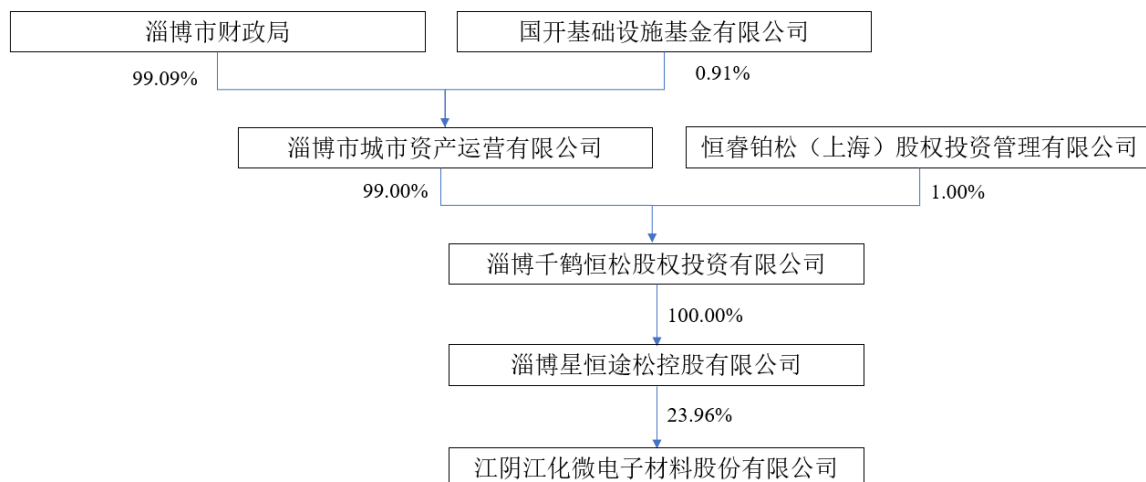 淄博市财政局
国开基础设施基金有限公司
99.09%
0.91%
淄博市城市资产运营有限公司
恒睿铂松（上海）股权投资管理有限公司
99.00%
1.00%
淄博千鹤恒松股权投资有限公司
100.00%
淄博星恒途松控股有限公司
23.96%
江阴江化微电子材料股份有限公司